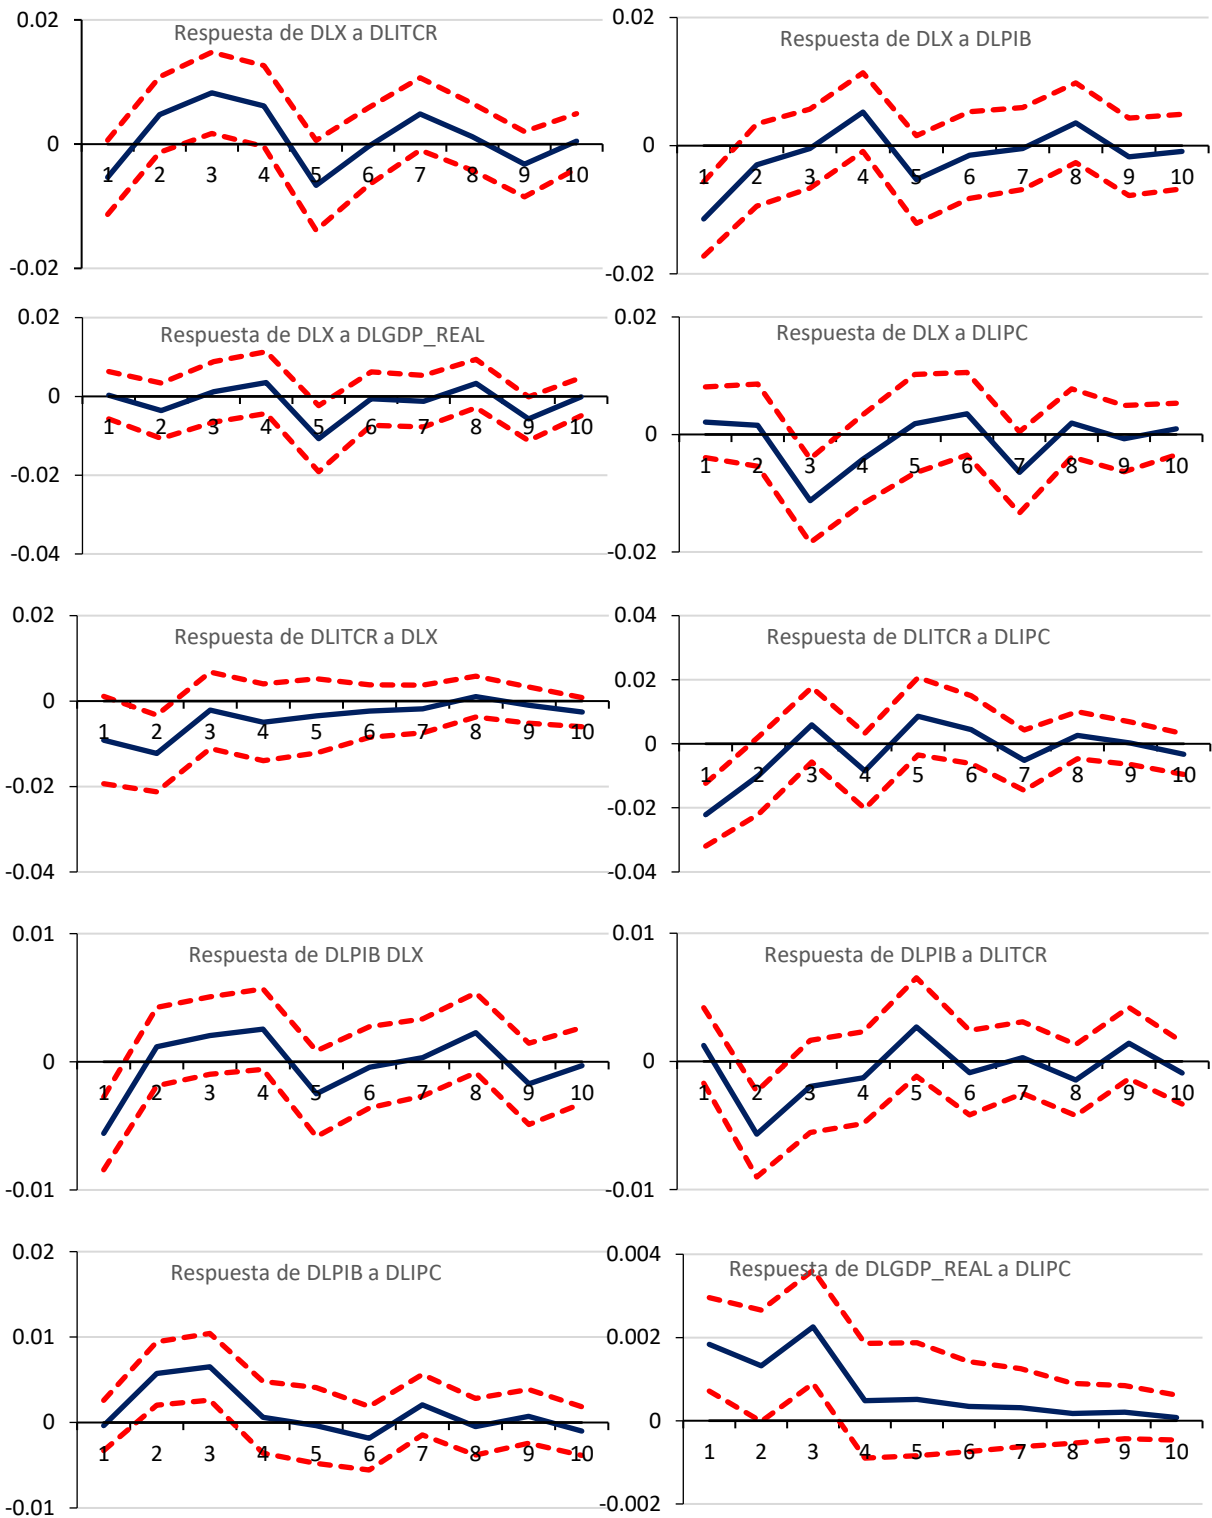 Respuesta de DLX a DLITCR
0.02
0
-0.02
1 2 3 4 5 6 7 8 9 10
Respuesta de DLX a DLPIB
0.02
0
-0.02
1 2 3 4 5 6 7 8 9 10
Respuesta de DLX a DLGDP_REAL
0.02
0
-0.02
-0.04
1 2 3 4 5 6 7 8 9 10
Respuesta de DLX a DLIPC
0.02
0
-0.02
1 2 3 4 5 6 7 8 9 10
Respuesta de DLITCR a DLX
0.02
0
-0.02
-0.04
1 2 3 4 5 6 7 8 9 10
Respuesta de DLITCR a DLIPC
0.04
0.02
0
-0.02
-0.04
1 2 3 4 5 6 7 8 9 10
Respuesta de DLPIB DLX
0.01
0
-0.01
1 2 3 4 5 6 7 8 9 10
Respuesta de DLPIB a DLITCR
0.01
0
-0.01
1 2 3 4 5 6 7 8 9 10
Respuesta de DLPIB a DLIPC
0.02
0.01
0
-0.01
1 2 3 4 5 6 7 8 9 10
Respuesta de DLGDP_REAL a DLIPC
0.004
0.002
0
-0.002
1 2 3 4 5 6 7 8 9 10